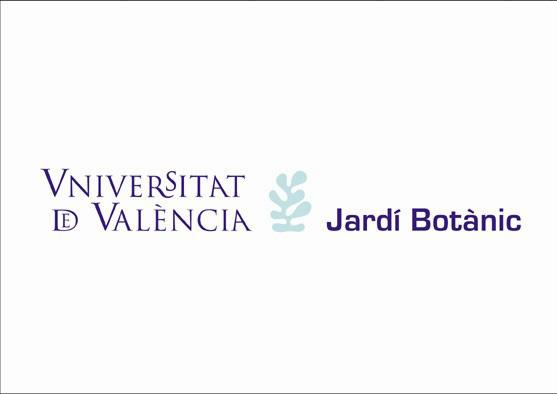 VNIVERSITAT
DE VALÈNCIA
Jardí Botànic